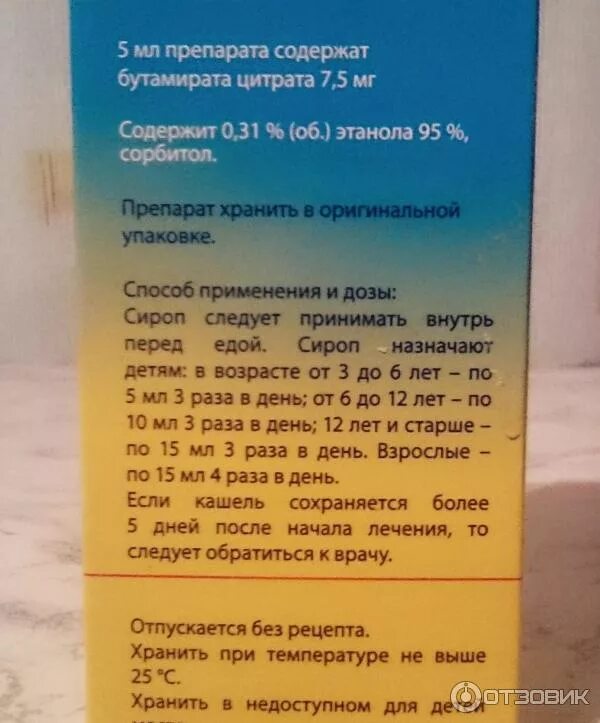 5 мл препарата содержат
бутамирата цитрата 7,5 мг
Содержит 0,31 % (об.) этанола 95 %,
сорбитол.
Препарат хранить в оригинальной
упаковке.
Способ применения и дозы:
Сироп следует принимать внутрь
перед едой. Сироп назначают
детям: в возрасте от 3 до 6 лет – по
5 мл 3 раза в день; от 6 до 12 лет – по
10 мл 3 раза в день; 12 лет и старше –
по 15 мл 3 раза в день. Взрослые –
по 15 мл 4 раза в день.
Если кашель сохраняется более
5 дней после начала лечения, то
следует обратиться к врачу.
Отпускается без рецепта.
Хранить при температуре не выше
25 °C.
Хранить в недоступном для детей
ОТЗОВИК